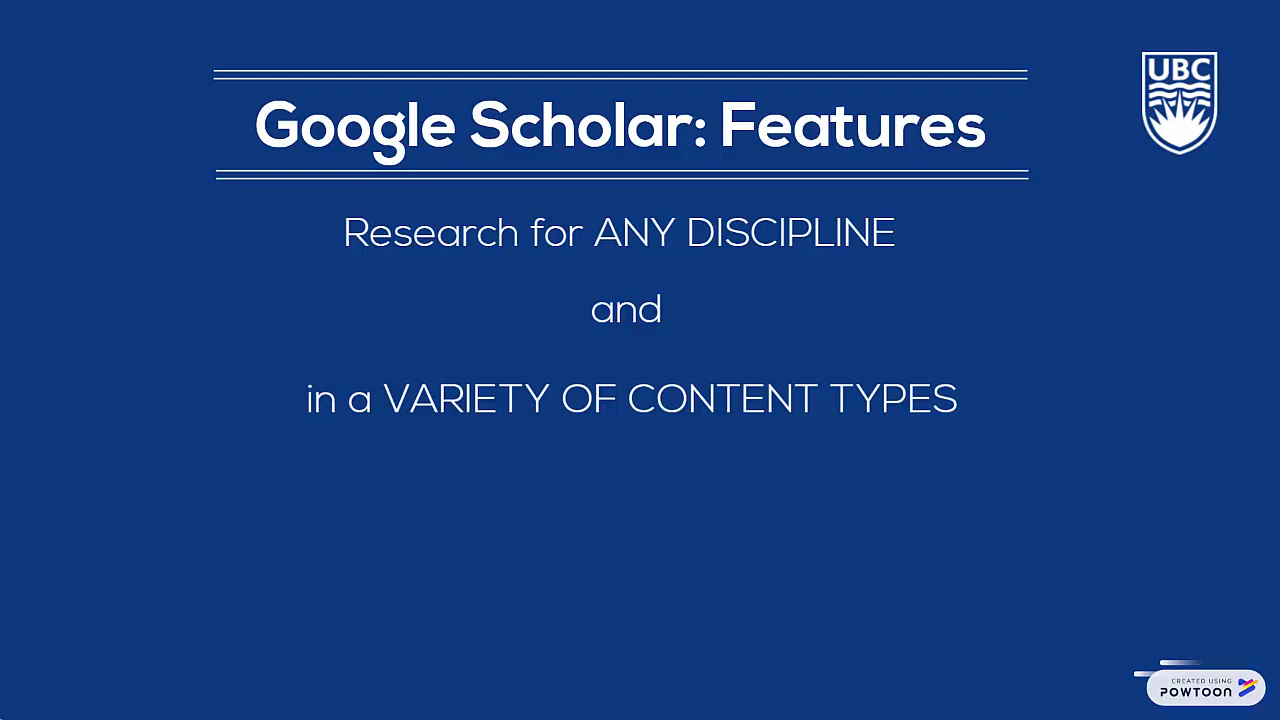 UBC
Google Scholar: Features
Research for ANY DISCIPLINE
and
in a VARIETY OF CONTENT TYPES
CREATED USING
POWTOON